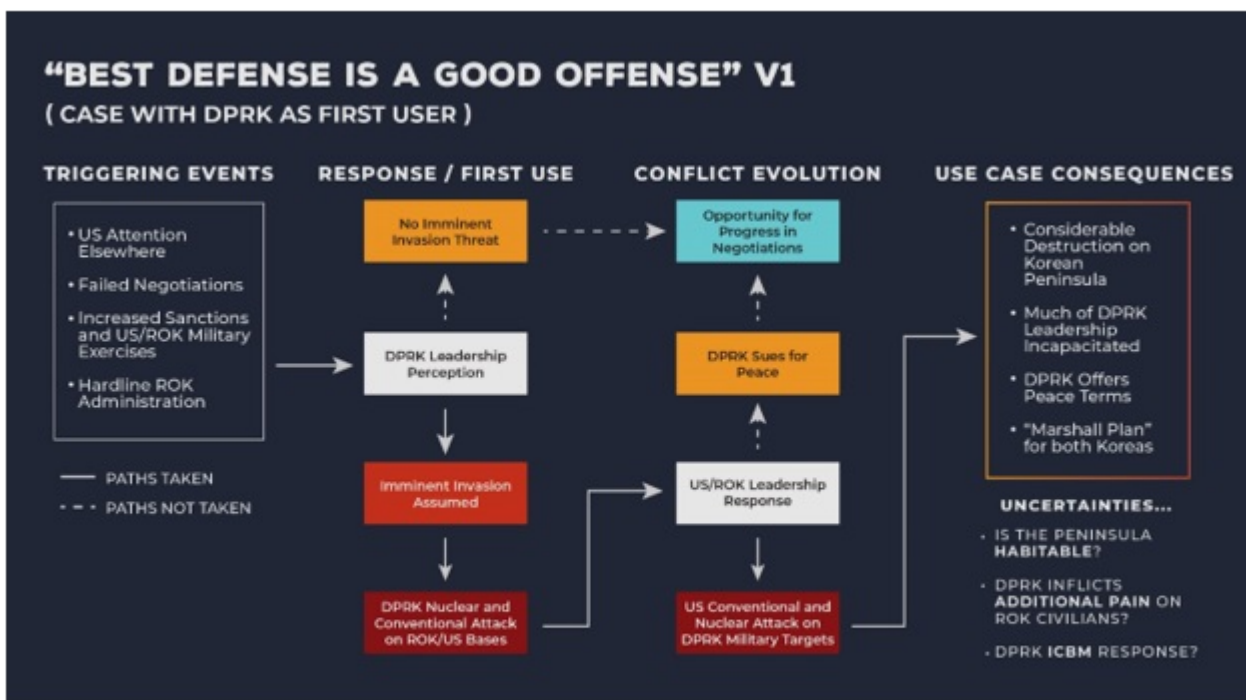 “BEST DEFENSE IS A GOOD OFFENSE” V1
( CASE WITH DPRK AS FIRST USER )
TRIGGERING EVENTS
• US Attention
Elsewhere
• Failed Negotiations
• Increased Sanctions
and US/ROK Military
Exercises
• Hardline ROK
Administration
PATHS TAKEN
PATHS NOT TAKEN
RESPONSE / FIRST USE
No Imminent
Invasion Threat
DPRK Leadership
Perception
Imminent Invasion
Assumed
DPRK Nuclear and
Conventional Attack
on ROK/US Bases
CONFLICT EVOLUTION
Opportunity for
Progress in
Negotiations
DPRK Sues for
Peace
US/ROK Leadership
Response
US Conventional and
Nuclear Attack on
DPRK Military Targets
USE CASE CONSEQUENCES
• Considerable
Destruction on
Korean
Peninsula
• Much of DPRK
Leadership
Incapacitated
• DPRK Offers
Peace Terms
• “Marshall Plan”
for both Koreas
UNCERTAINTIES...
• IS THE PENINSULA
HABITABLE?
• DPRK INFLICTS
ADDITIONAL PAIN ON
ROK CIVILIANS?
• DPRK ICBM RESPONSE?